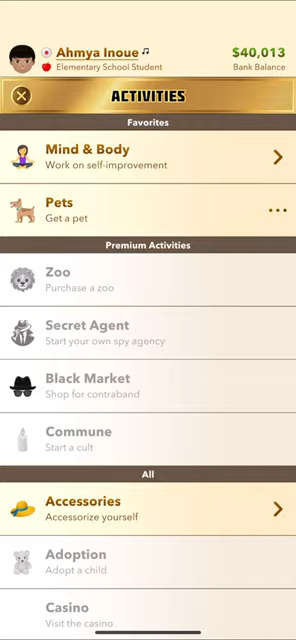 Ahmya Inoue
$40,013
Elementary School Student
Bank Balance
ACTIVITIES
Favorites
Mind & Body
Work on self-improvement
Pets
Get a pet
Premium Activities
Zoo
Purchase a zoo
Secret Agent
Start your own spy agency
Black Market
Shop for contraband
Commune
Start a cult
All
Accessories
Accessorize yourself
Adoption
Adopt a child
Casino
Visit the casino